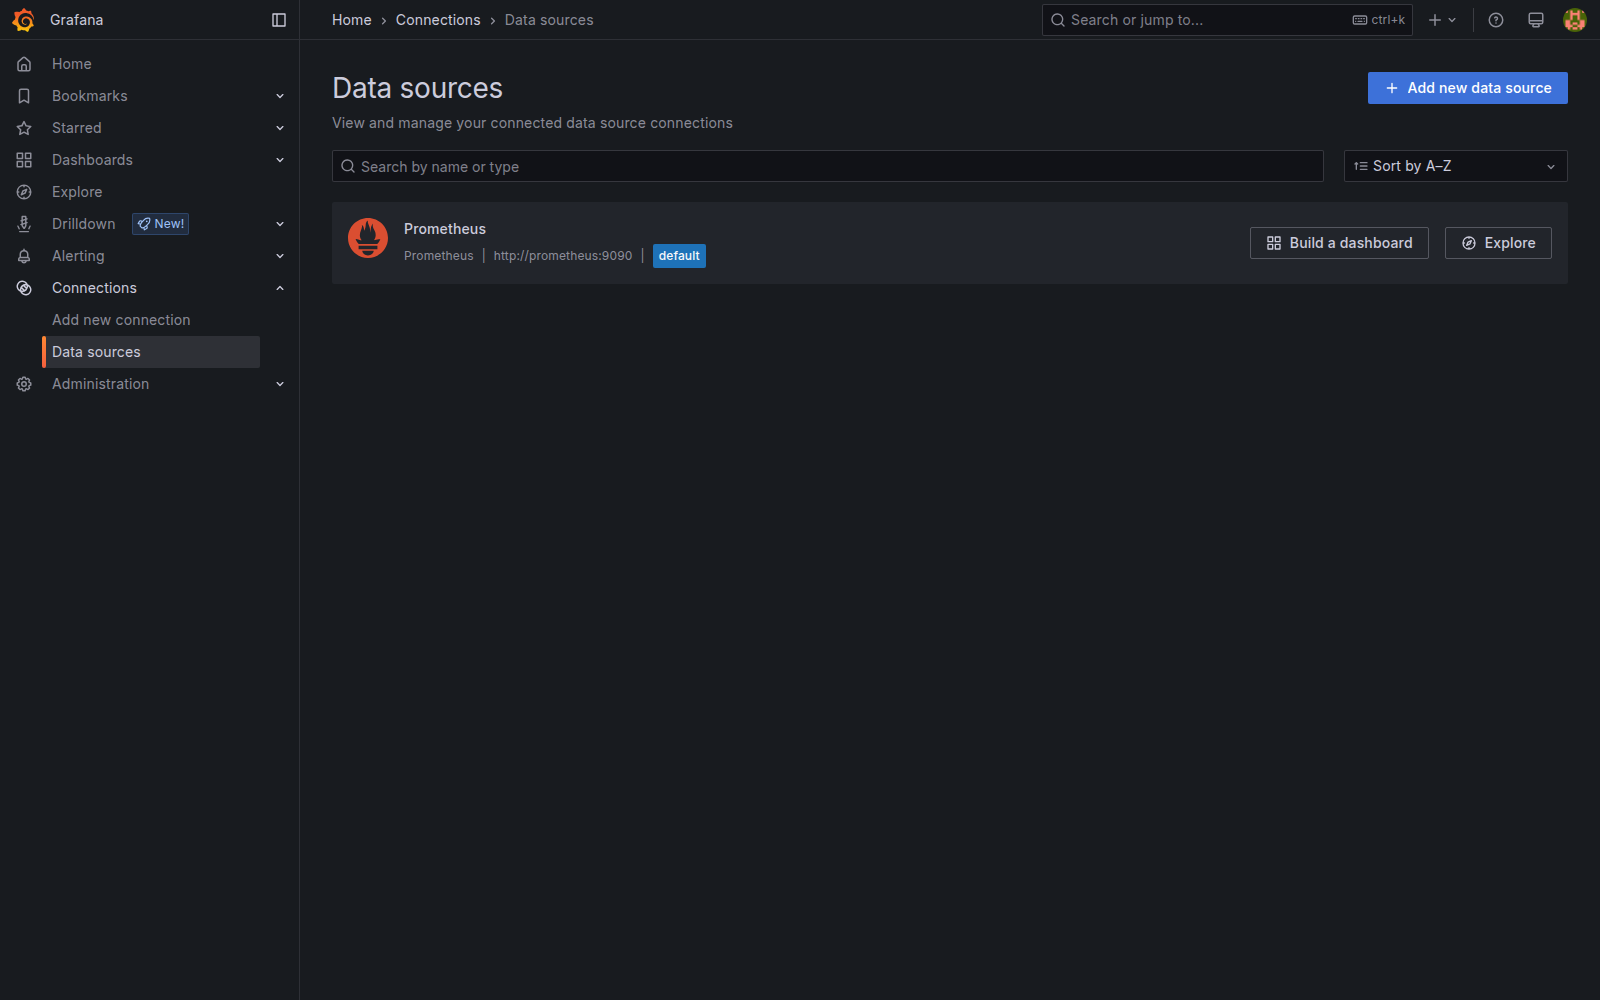 Grafana
Home › Connections › Data sources
Search or jump to...
ctrl+k
Home
Bookmarks
Starred
Dashboards
Explore
Drilldown New!
Alerting
Connections
Add new connection
Data sources
Administration
Data sources
Add new data source
View and manage your connected data source connections
Search by name or type
Sort by A–Z
Prometheus
Prometheus | http://prometheus:9090 | default
Build a dashboard
Explore